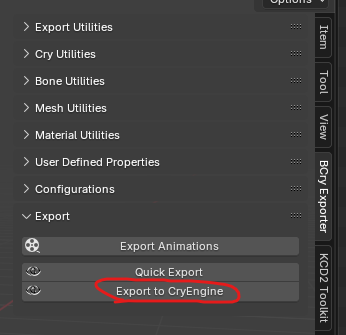 Options
Export Utilities
Cry Utilities
Bone Utilities
Mesh Utilities
Material Utilities
User Defined Properties
Configurations
Export
Export Animations
Quick Export
Export to CryEngine
Item
Tool
View
BCry Exporter
KCD2 Toolkit